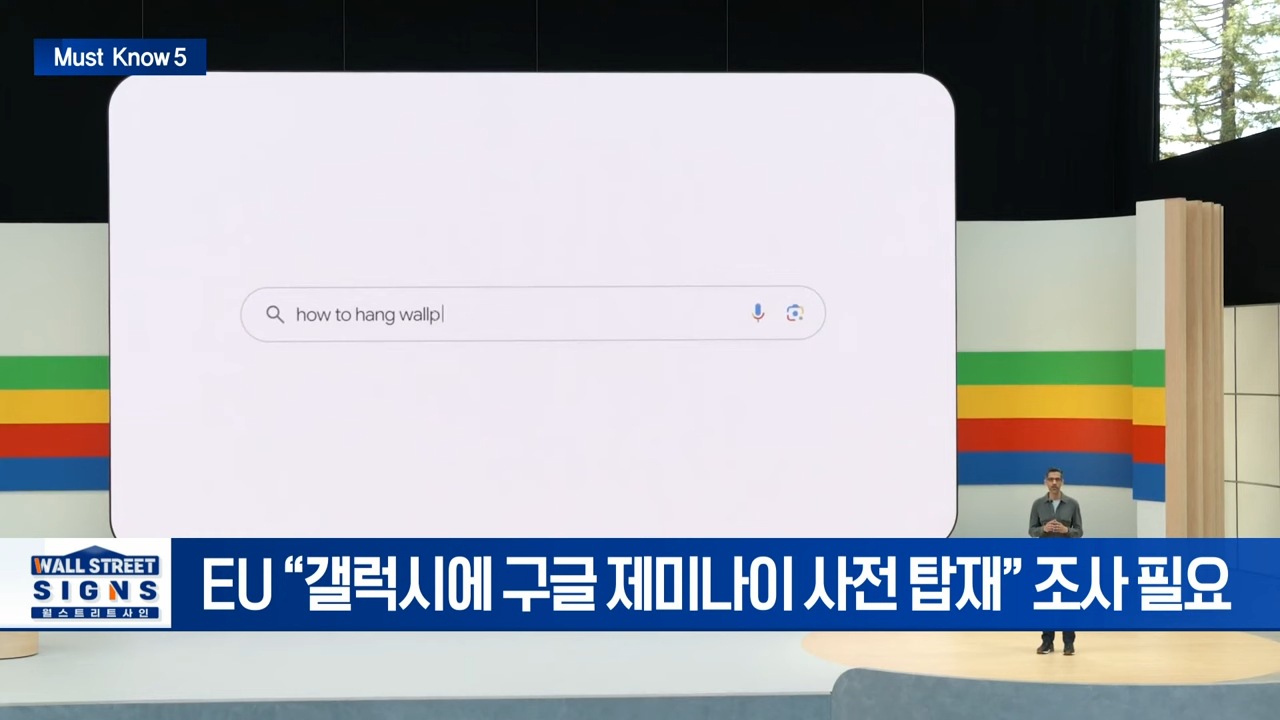 Must Know 5
how to hang wallp
WALL STREET
SIGNS
월스트리트사인
EU “갤럭시에 구글 제미나이 사전 탑재” 조사 필요